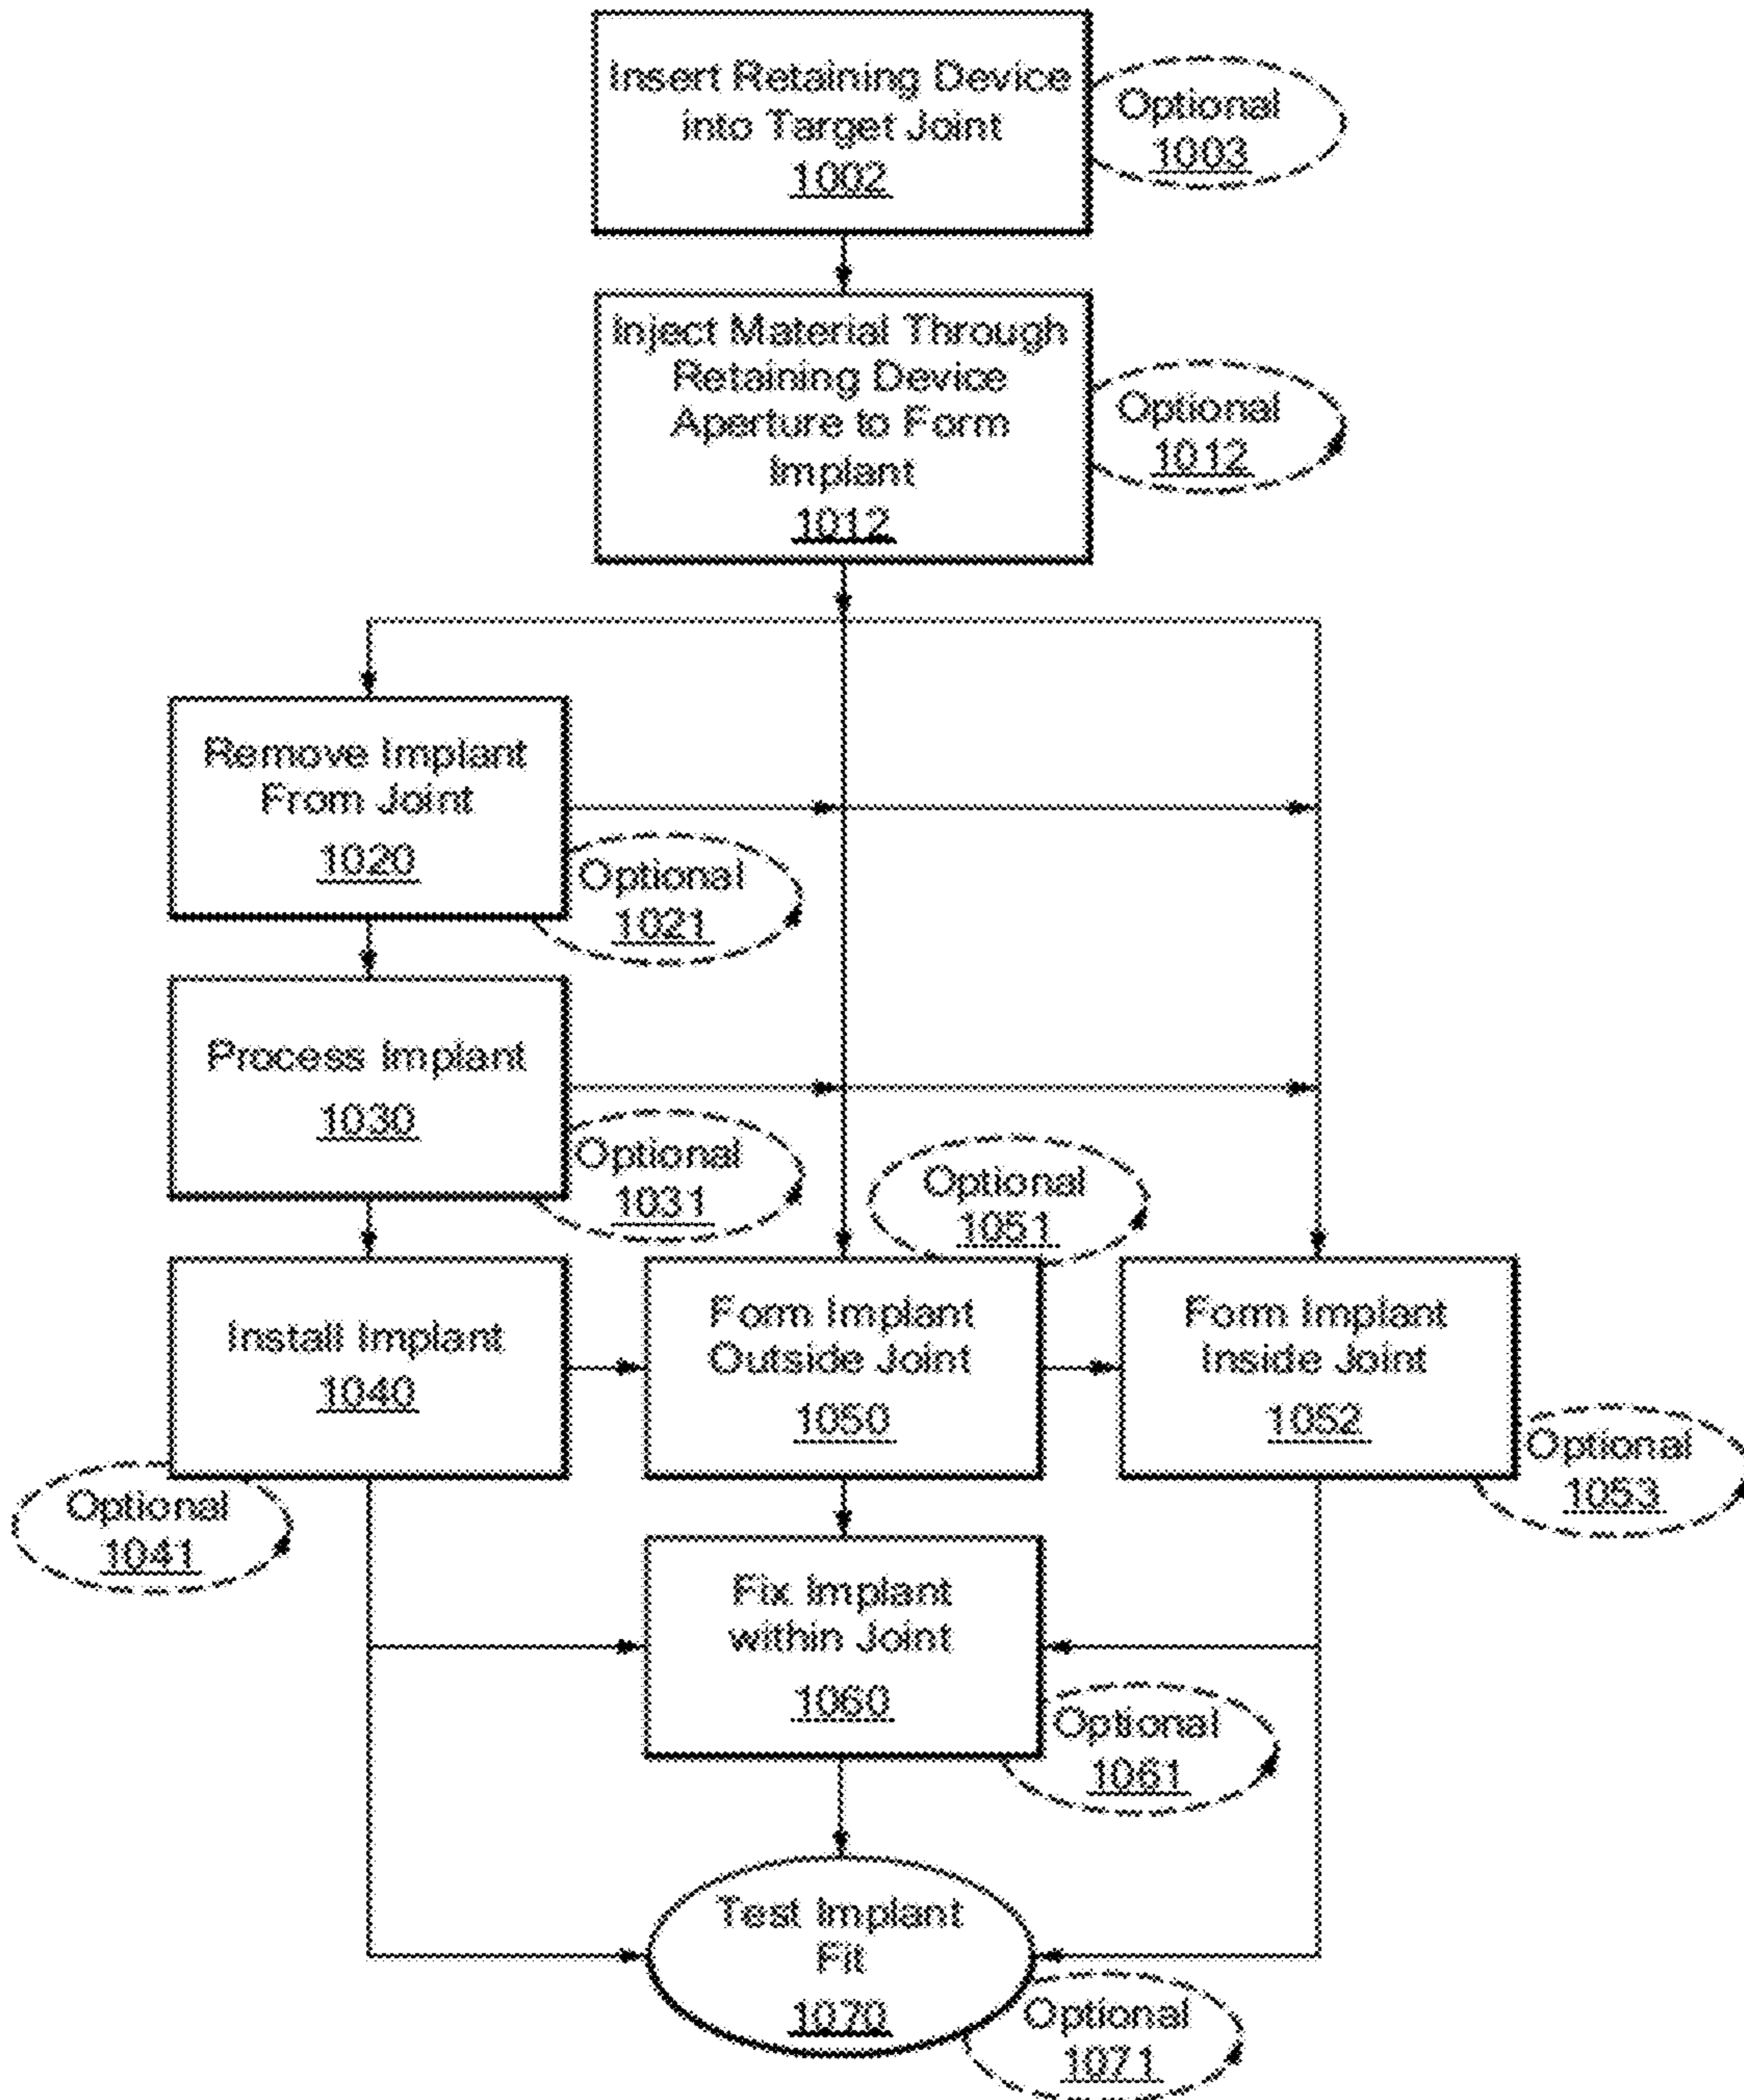 Insert Retaining Device
into Target Joint
1002
Optional
1003
Inject Material Through
Retaining Device
Aperture to Form
Implant
1012
Optional
1012
Remove Implant
From Joint
1020
Optional
1021
Process Implant
1030
Optional
1031
Optional
1051
Install Implant
1040
Form Implant
Outside Joint
1050
Form Implant
Inside Joint
1052
Optional
1041
Optional
1053
Fix Implant
within Joint
1060
Optional
1061
Test Implant
Fit
1070
Optional
1071